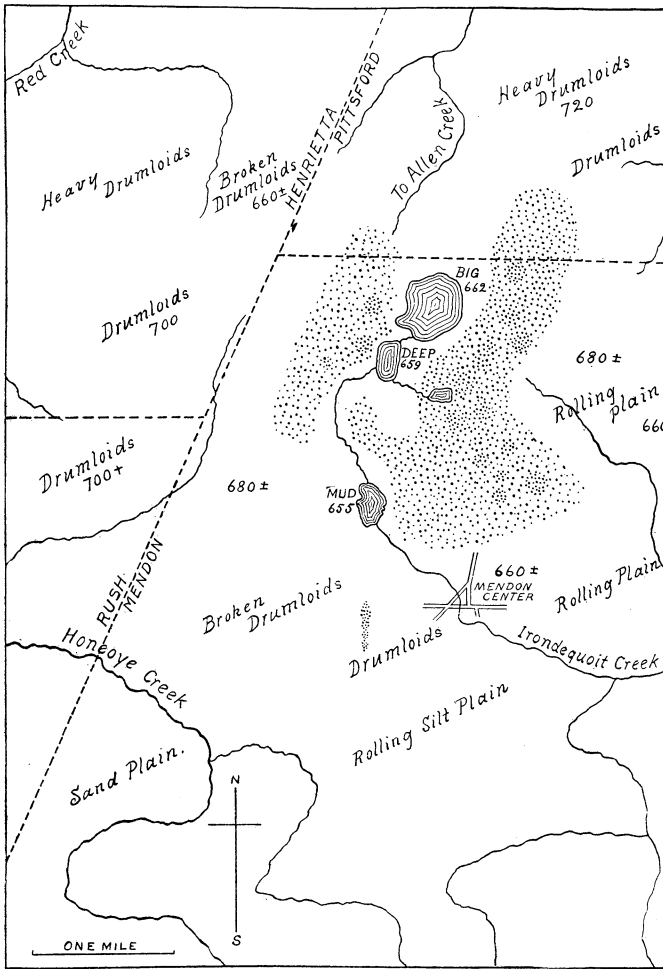 Red Creek
Heavy Drumloids
Broken
Drumloids
660±
HENRIETTA
PITTSFORD
To Allen Creek
Heavy
Drumloids
720
Drumloids
BIG
662
DEEP
659
Drumloids
700
680±
Rolling Plain
660
Drumloids
700+
680±
MUD
655
RUSH
MENDON
Broken
Drumloids
660±
MENDON
CENTER
Rolling Plain
Drumloids
Irondequoit Creek
Honeoye Creek
Rolling Silt Plain
Sand Plain.
N
S
ONE MILE